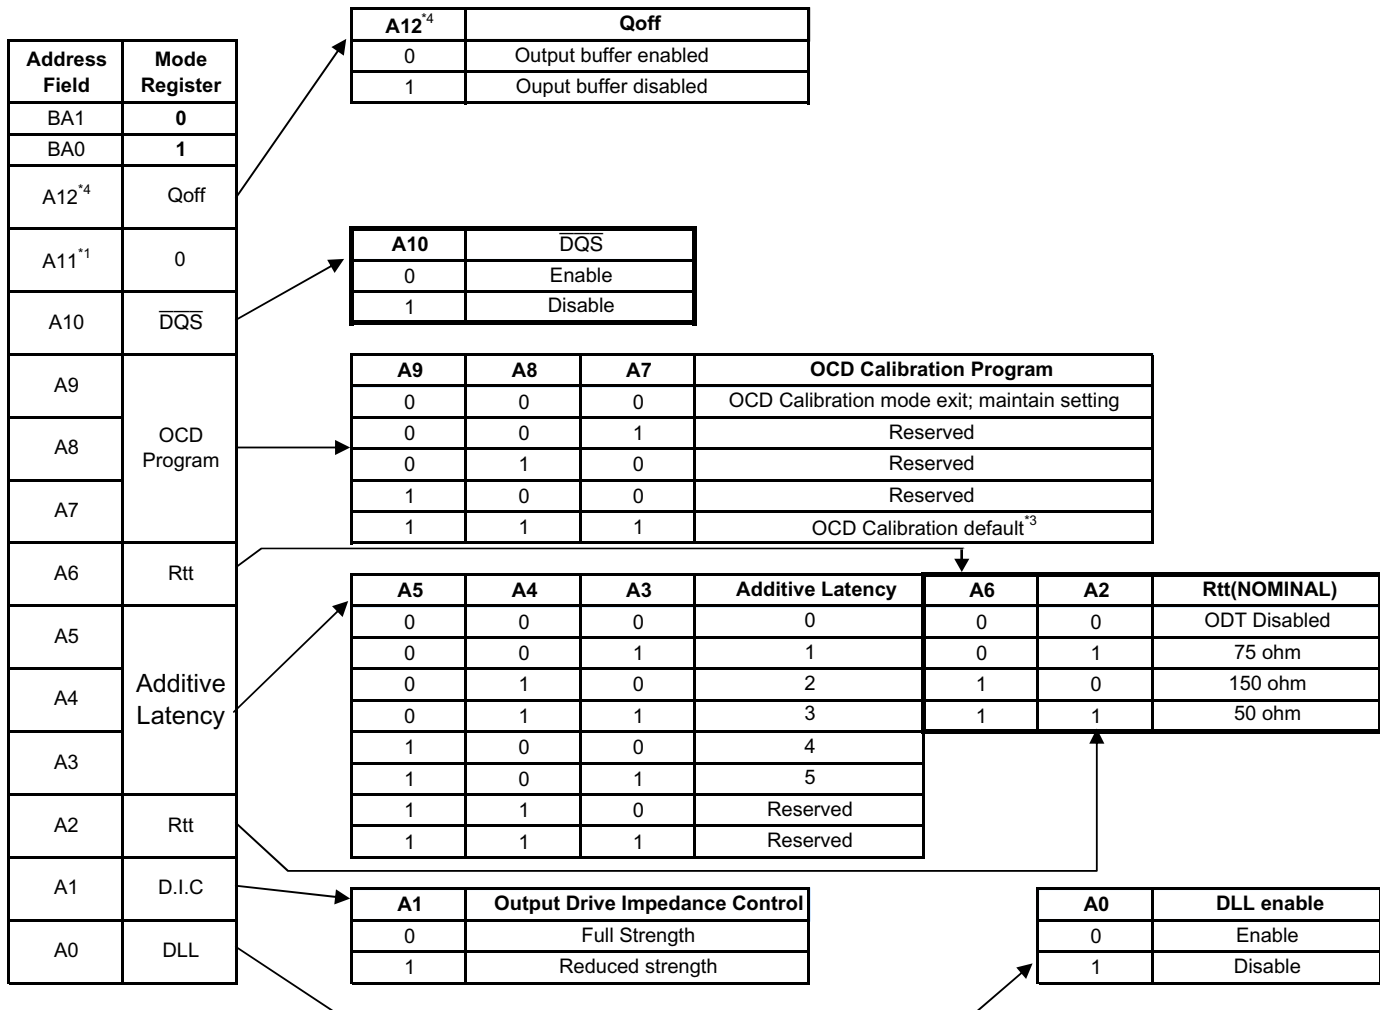 A12*4 Qoff
0 Output buffer enabled
1 Ouput buffer disabled
Address Field Mode Register
BA1 0
BA0 1
A12*4 Qoff
A11*1 0
A10 D̅Q̅S̅
A9
A8
A7
OCD Program
A6 Rtt
A5
A4
A3
Additive Latency
A2 Rtt
A1 D.I.C
A0 DLL
A10 D̅Q̅S̅
0 Enable
1 Disable
A9 A8 A7 OCD Calibration Program
0 0 0 OCD Calibration mode exit; maintain setting
0 0 1 Reserved
0 1 0 Reserved
1 0 0 Reserved
1 1 1 OCD Calibration default*3
A5 A4 A3 Additive Latency
0 0 0 0
0 0 1 1
0 1 0 2
0 1 1 3
1 0 0 4
1 0 1 5
1 1 0 Reserved
1 1 1 Reserved
A6 A2 Rtt(NOMINAL)
0 0 ODT Disabled
0 1 75 ohm
1 0 150 ohm
1 1 50 ohm
A1 Output Drive Impedance Control
0 Full Strength
1 Reduced strength
A0 DLL enable
0 Enable
1 Disable